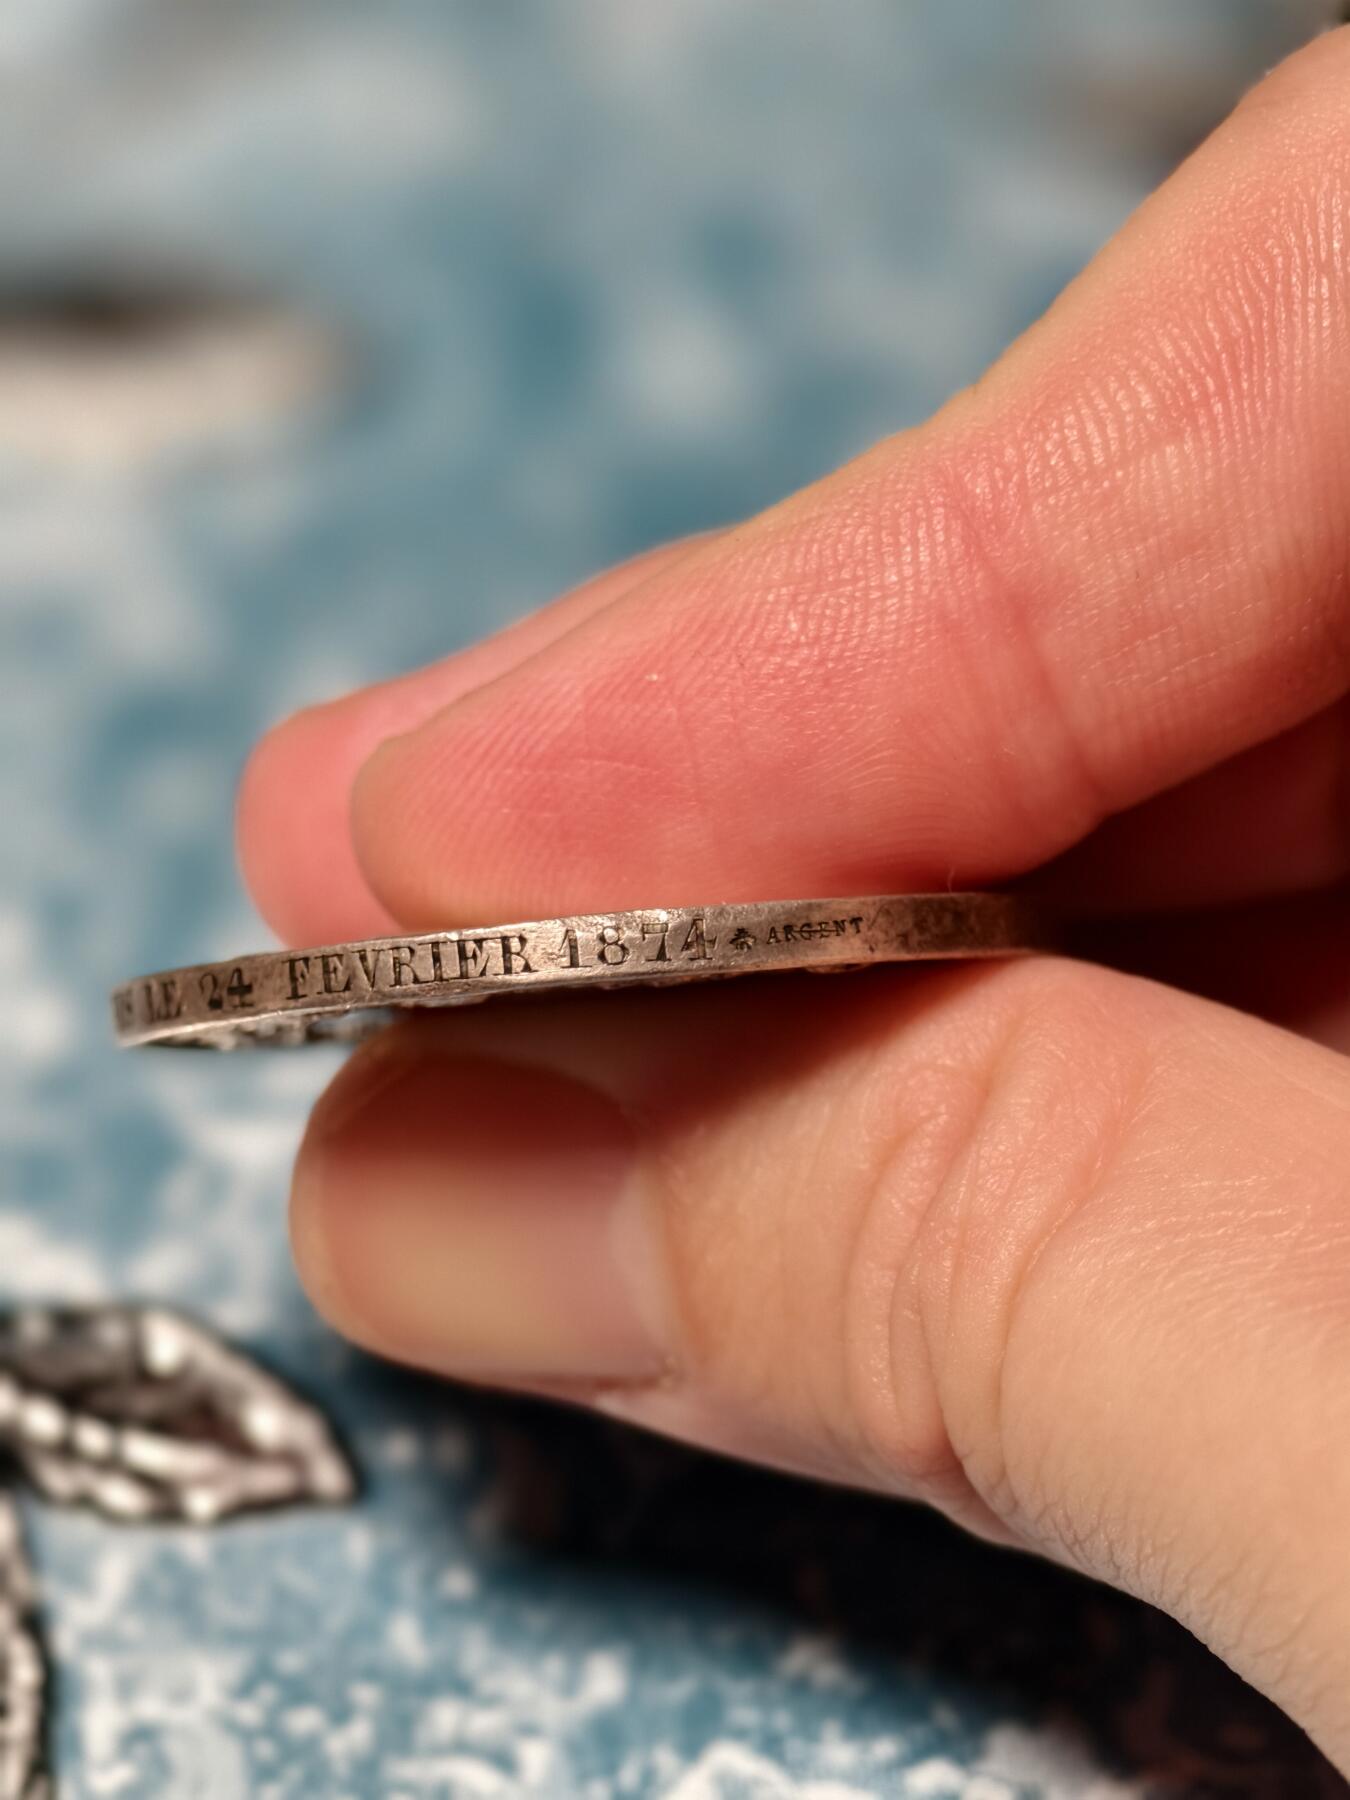 LE 24 FEVRIER 1874 ARGENT